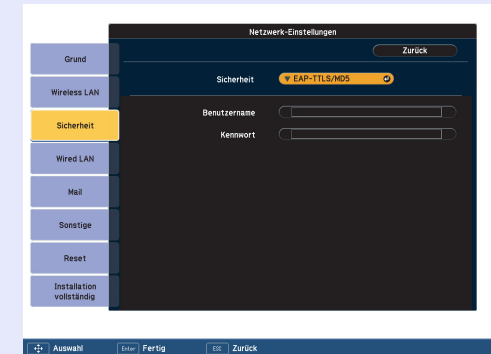 Netzwerk-Einstellungen
Zurück
Grund
Wireless LAN
Sicherheit
Wired LAN
Mail
Sonstige
Reset
Installation
vollständig
Sicherheit
EAP-TTLS/MD5
Benutzername
Kennwort
Auswahl
Enter Fertig
ESC Zurück